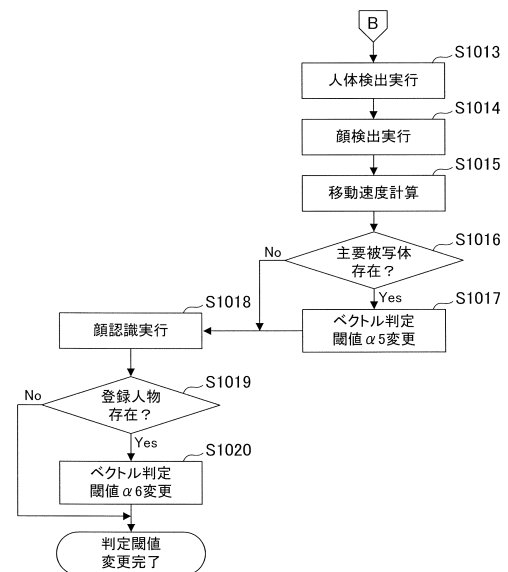 B
S1013
人体検出実行
S1014
顔検出実行
S1015
移動速度計算
S1016
主要被写体
存在？
No
Yes
S1017
ベクトル判定
閾値α5変更
S1018
顔認識実行
S1019
登録人物
存在？
No
Yes
S1020
ベクトル判定
閾値α6変更
判定閾値
変更完了